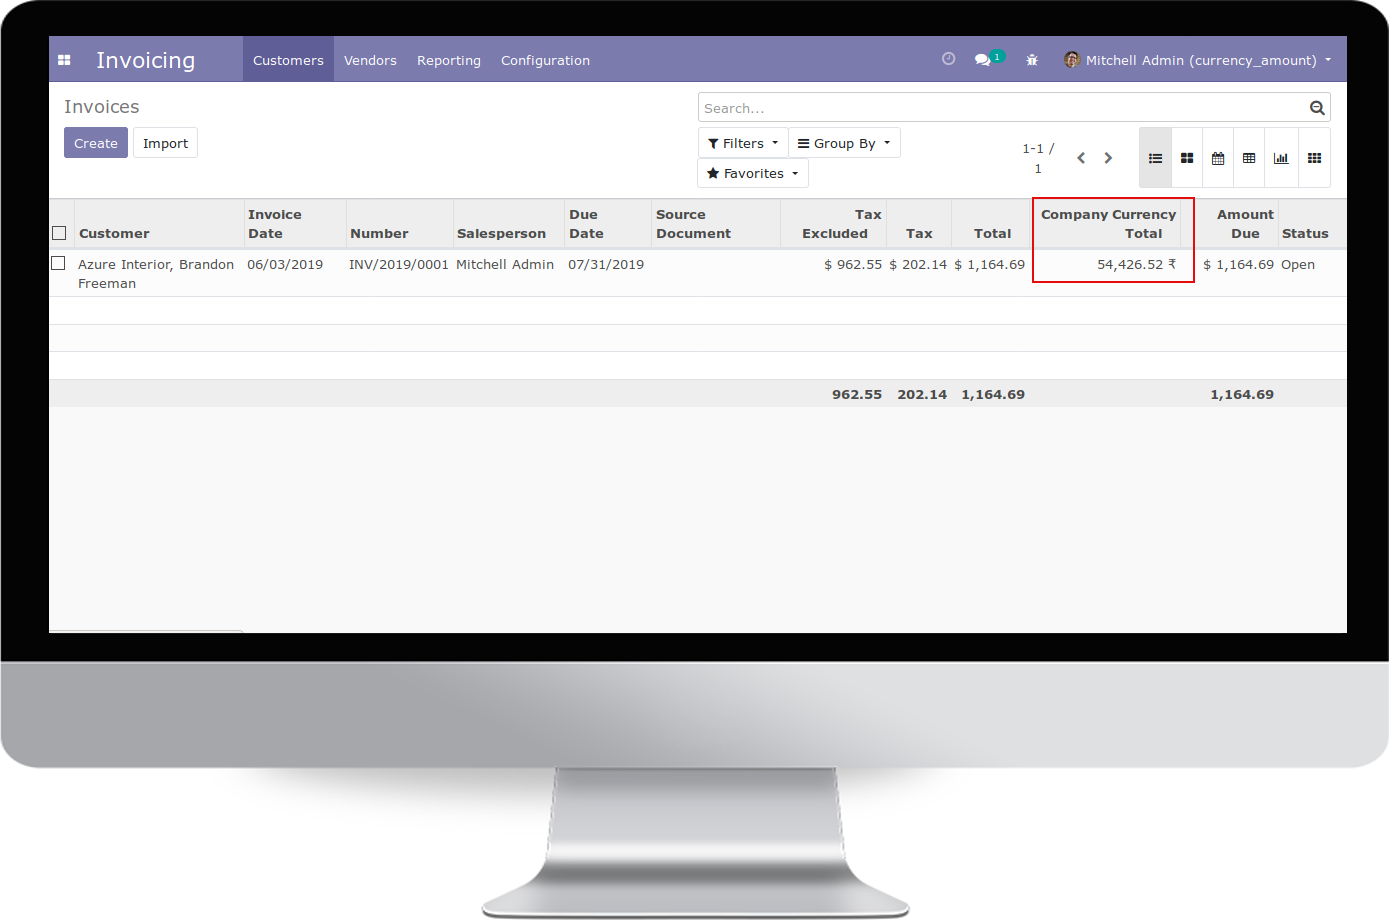 Invoicing
Customers
Vendors
Reporting
Configuration
1
Mitchell Admin (currency_amount)
Invoices
Search...
Create
Import
Filters
Group By
Favorites
1-1 /
1
Customer
Invoice
Date
Number
Salesperson
Due
Date
Source
Document
Tax
Excluded
Tax
Total
Company Currency
Total
Amount
Due
Status
Azure Interior, Brandon
Freeman
06/03/2019
INV/2019/0001
Mitchell Admin
07/31/2019
$ 962.55
$ 202.14
$ 1,164.69
54,426.52 ₹
$ 1,164.69
Open
962.55
202.14
1,164.69
1,164.69